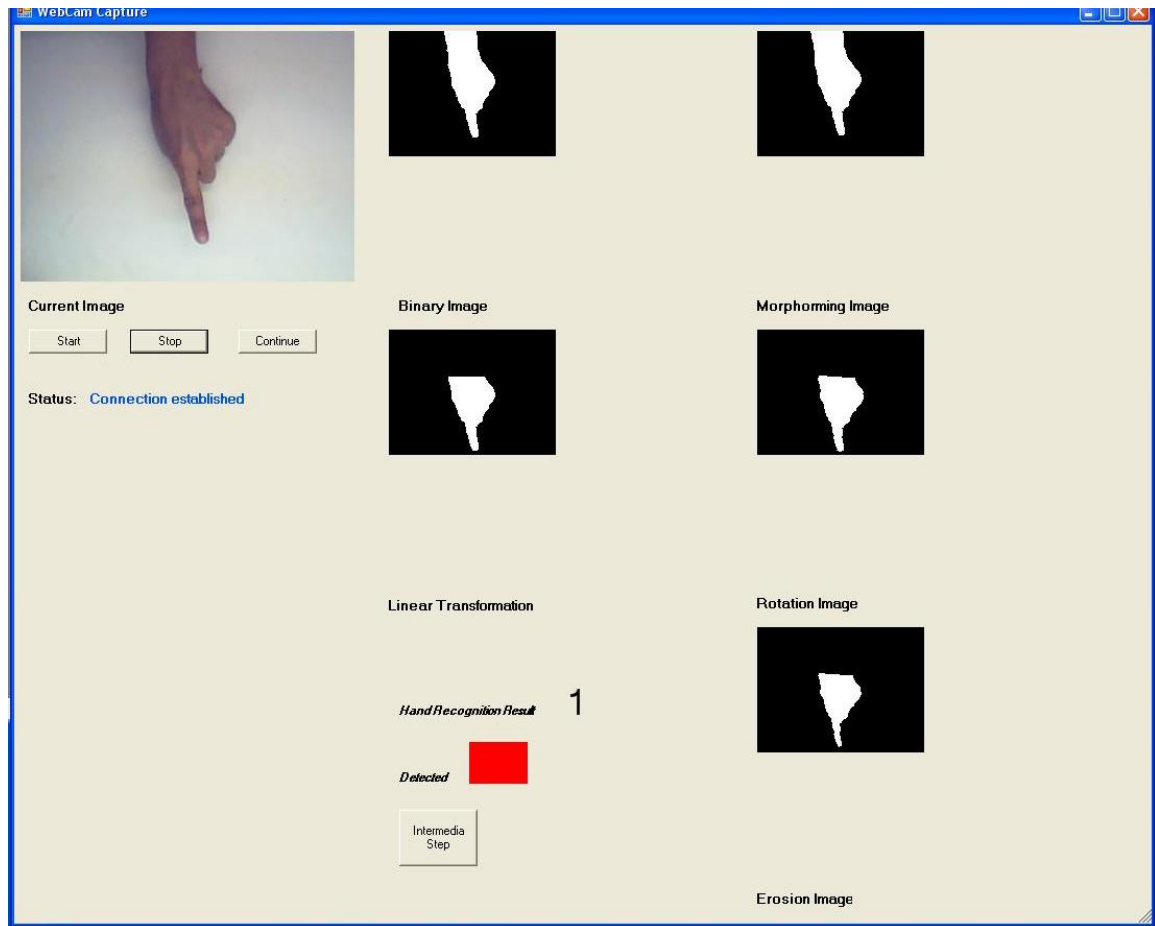 WebCam Capture
Current Image
Binary Image
Morphorming Image
Start
Stop
Continue
Status: Connection established
Linear Transformation
Rotation Image
Hand Recognition Result 1
Detected
Intermedia
Step
Erosion Image